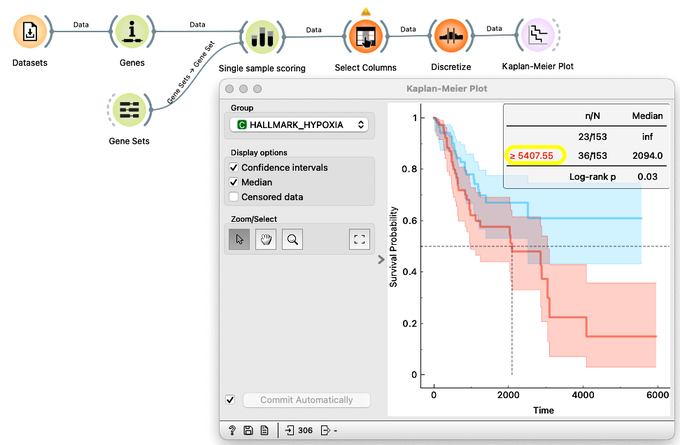 Data
Data
Data
Data
Data
Datasets
Genes
Single sample scoring
Select Columns
Discretize
Kaplan-Meier Plot
Gene Sets → Gene Set
Gene Sets
Kaplan-Meier Plot
Group
C HALLMARK_HYPOXIA
Display options
Confidence intervals
Median
Censored data
Zoom/Select
Commit Automatically
? 306 -
n/N Median
23/153 inf
≥ 5407.55 36/153 2094.0
Log-rank p 0.03
Survival Probability
1
0.8
0.6
0.4
0.2
0
0 2000 4000 6000
Time